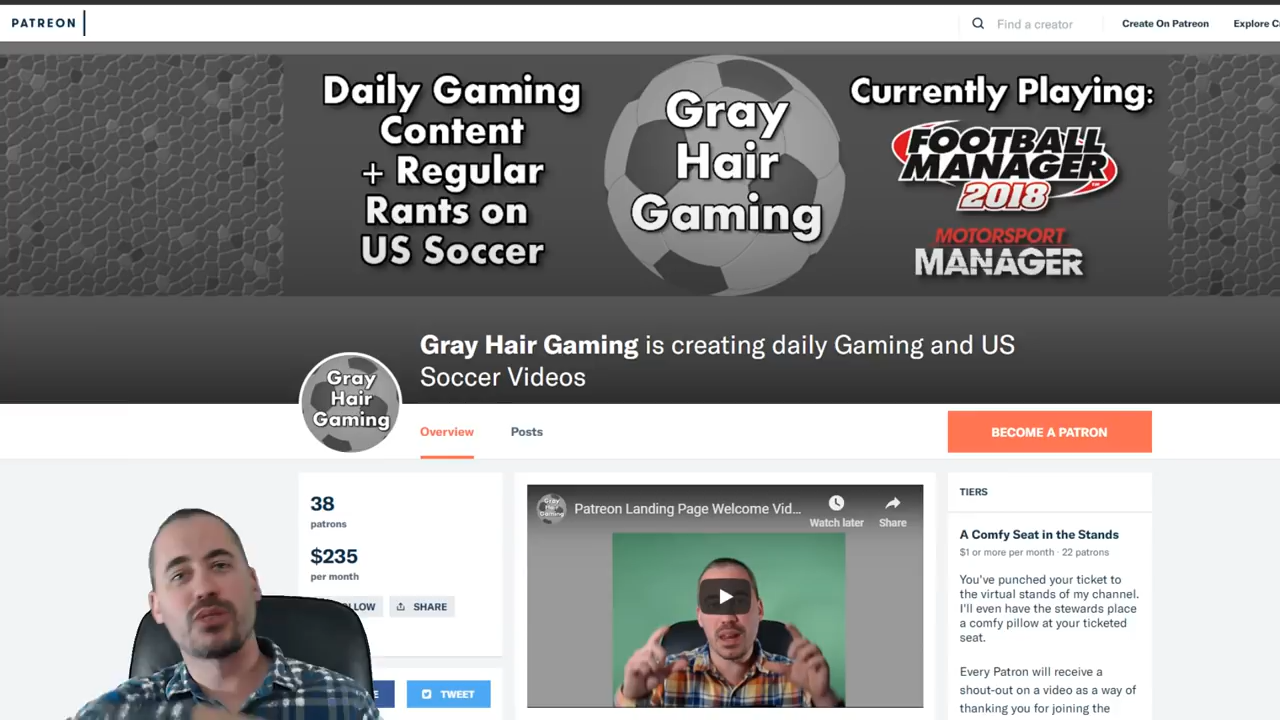 PATREON
Find a creator
Create On Patreon
Explore
Daily Gaming
Content
+ Regular
Rants on
US Soccer
Gray
Hair
Gaming
Currently Playing:
FOOTBALL
MANAGER
2018
MOTORSPORT
MANAGER
Gray Hair Gaming is creating daily Gaming and US
Soccer Videos
Gray
Hair
Gaming
Overview
Posts
BECOME A PATRON
38
patrons
$235
per month
SHARE
TWEET
Gray
Hair
Gaming
Patreon Landing Page Welcome Vid...
Watch later
Share
TIERS
A Comfy Seat in the Stands
$1 or more per month · 22 patrons
You've punched your ticket to
the virtual stands of my channel.
I'll even have the stewards place
a comfy pillow at your ticketed
seat.
Every Patron will receive a
shout-out on a video as a way of
thanking you for joining the